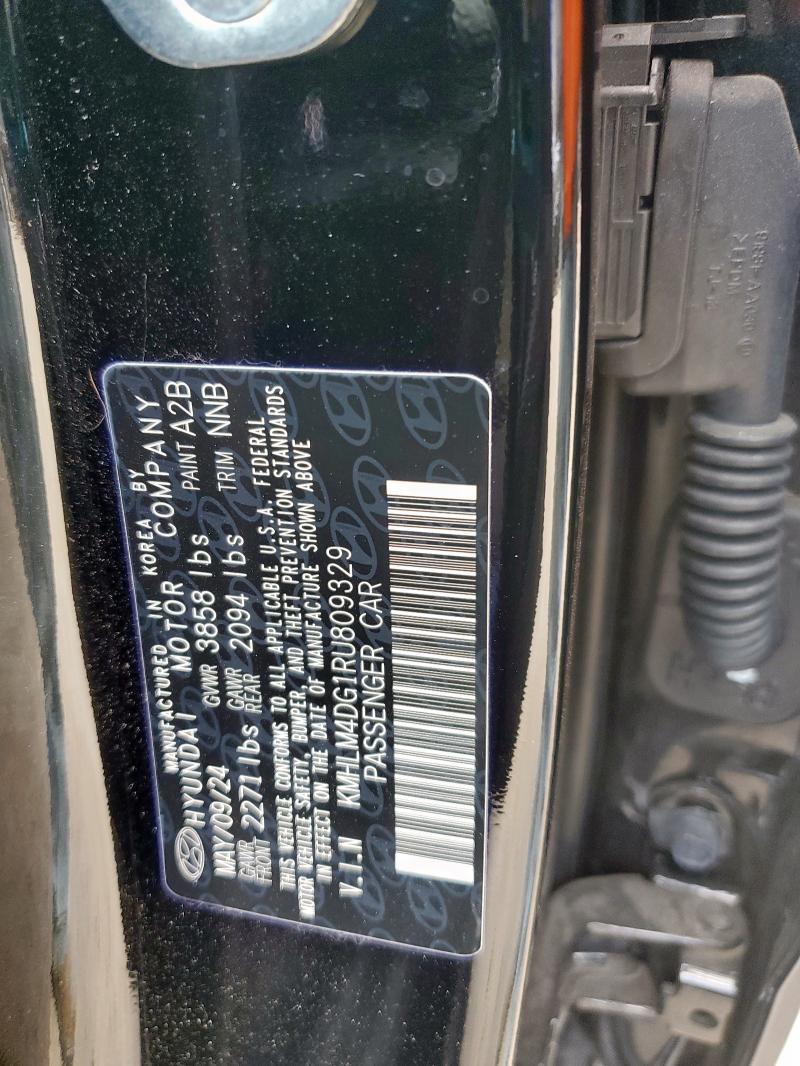 MANUFACTURED IN KOREA BY
HYUNDAI MOTOR COMPANY
MAY/09/24 GVWR 3858 lbs PAINT A2B
GAWR FRONT 2271 lbs GAWR REAR 2094 lbs TRIM NNB
THIS VEHICLE CONFORMS TO ALL APPLICABLE U.S.A. FEDERAL
MOTOR VEHICLE SAFETY, BUMPER, AND THEFT PREVENTION STANDARDS
IN EFFECT ON THE DATE OF MANUFACTURE SHOWN ABOVE
V.I.N KMHLM4DG1RU809329
PASSENGER CAR